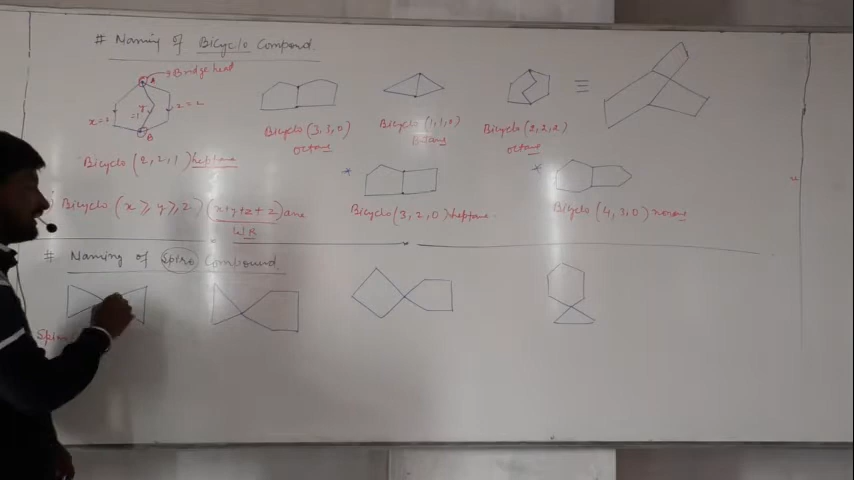 # Naming of Bicyclo Compound.
Bridge head
A
x=2
y=1
z=2
B
Bicyclo (2,2,1) heptane
Bicyclo (3,3,0)
octane
Bicyclo (1,1,0)
butane
Bicyclo (2,2,2)
octane
≡
Bicyclo (x ≥ y ≥ z) (x+y+z+2) ane
WR
* Bicyclo (3,2,0) heptane.
* Bicyclo (4,3,0) nonane
# Naming of Spiro Compound.
Spiro